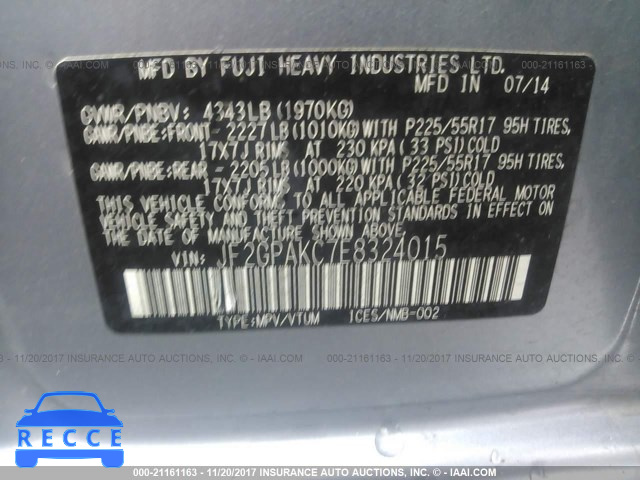 000-21161163 - 11/20/2017 INSURANCE AUTO AUCTIONS, INC. - © IAAI.COM
MFD BY FUJI HEAVY INDUSTRIES LTD.
MFD IN 07/14
GVWR/PNBV: 4343LB(1970KG)
GAWR/PNBE:FRONT-2227LB(1010KG)WITH P225/55R17 95H TIRES,
17X7J RIMS AT 230 KPA(33 PSI)COLD
GAWR/PNBE:REAR -2205LB(1000KG)WITH P225/55R17 95H TIRES,
17X7J RIMS AT 220 KPA(32 PSI)COLD
THIS VEHICLE CONFORMS TO ALL APPLICABLE FEDERAL MOTOR
VEHICLE SAFETY AND THEFT PREVENTION STANDARDS IN EFFECT ON
THE DATE OF MANUFACTURE SHOWN ABOVE.
VIN: JF2GPAKC7E8324015
TYPE:MPV/VTUM ICES/NMB-002
RECCE
000-21161163 - 11/20/2017 INSURANCE AUTO AUCTIONS, INC. - © IAAI.COM